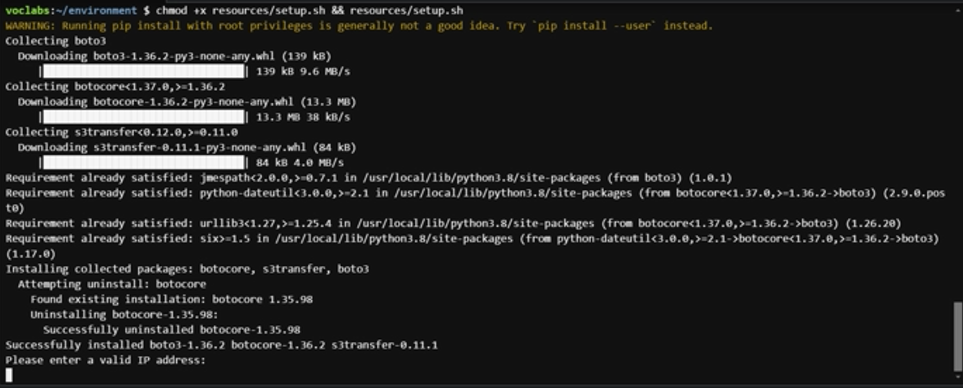 voclabs:~/environment $ chmod +x resources/setup.sh && resources/setup.sh
WARNING: Running pip install with root privileges is generally not a good idea. Try `pip install --user` instead.
Collecting boto3
  Downloading boto3-1.36.2-py3-none-any.whl (139 kB)
     |████████████████████████████████| 139 kB 9.6 MB/s
Collecting botocore<1.37.0,>=1.36.2
  Downloading botocore-1.36.2-py3-none-any.whl (13.3 MB)
     |████████████████████████████████| 13.3 MB 38 kB/s
Collecting s3transfer<0.12.0,>=0.11.0
  Downloading s3transfer-0.11.1-py3-none-any.whl (84 kB)
     |████████████████████████████████| 84 kB 4.0 MB/s
Requirement already satisfied: jmespath<2.0.0,>=0.7.1 in /usr/local/lib/python3.8/site-packages (from boto3) (1.0.1)
Requirement already satisfied: python-dateutil<3.0.0,>=2.1 in /usr/local/lib/python3.8/site-packages (from botocore<1.37.0,>=1.36.2->boto3) (2.9.0.pos
t0)
Requirement already satisfied: urllib3<1.27,>=1.25.4 in /usr/local/lib/python3.8/site-packages (from botocore<1.37.0,>=1.36.2->boto3) (1.26.20)
Requirement already satisfied: six>=1.5 in /usr/local/lib/python3.8/site-packages (from python-dateutil<3.0.0,>=2.1->botocore<1.37.0,>=1.36.2->boto3)
(1.17.0)
Installing collected packages: botocore, s3transfer, boto3
  Attempting uninstall: botocore
    Found existing installation: botocore 1.35.98
    Uninstalling botocore-1.35.98:
      Successfully uninstalled botocore-1.35.98
Successfully installed boto3-1.36.2 botocore-1.36.2 s3transfer-0.11.1
Please enter a valid IP address: